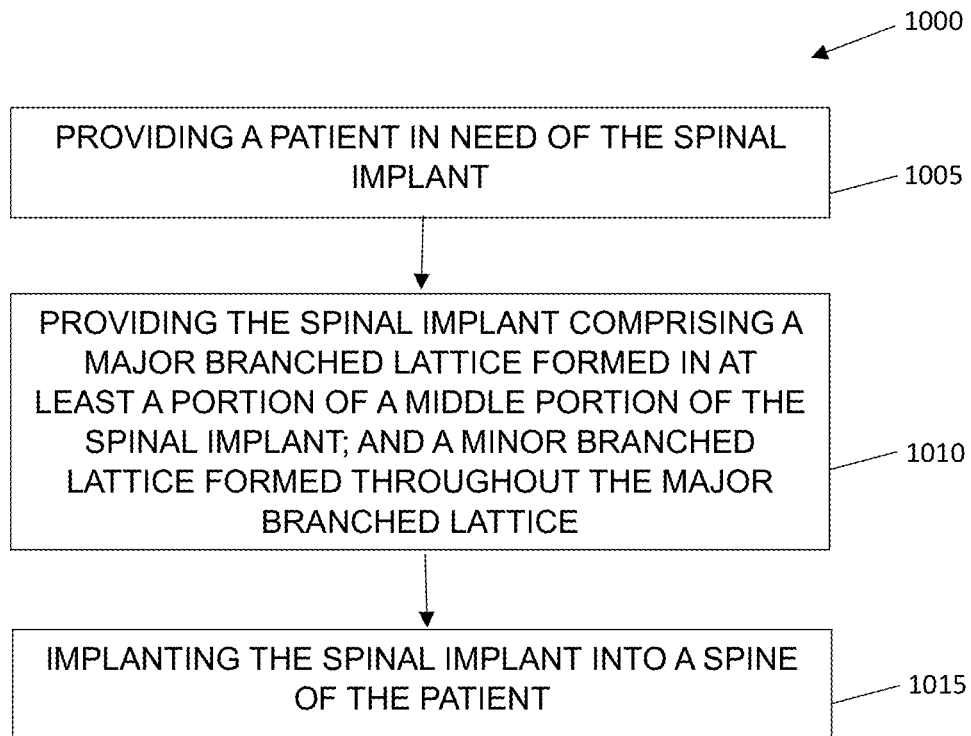 1000
PROVIDING A PATIENT IN NEED OF THE SPINAL
IMPLANT
1005
PROVIDING THE SPINAL IMPLANT COMPRISING A
MAJOR BRANCHED LATTICE FORMED IN AT
LEAST A PORTION OF A MIDDLE PORTION OF THE
SPINAL IMPLANT; AND A MINOR BRANCHED
LATTICE FORMED THROUGHOUT THE MAJOR
BRANCHED LATTICE
1010
IMPLANTING THE SPINAL IMPLANT INTO A SPINE
OF THE PATIENT
1015